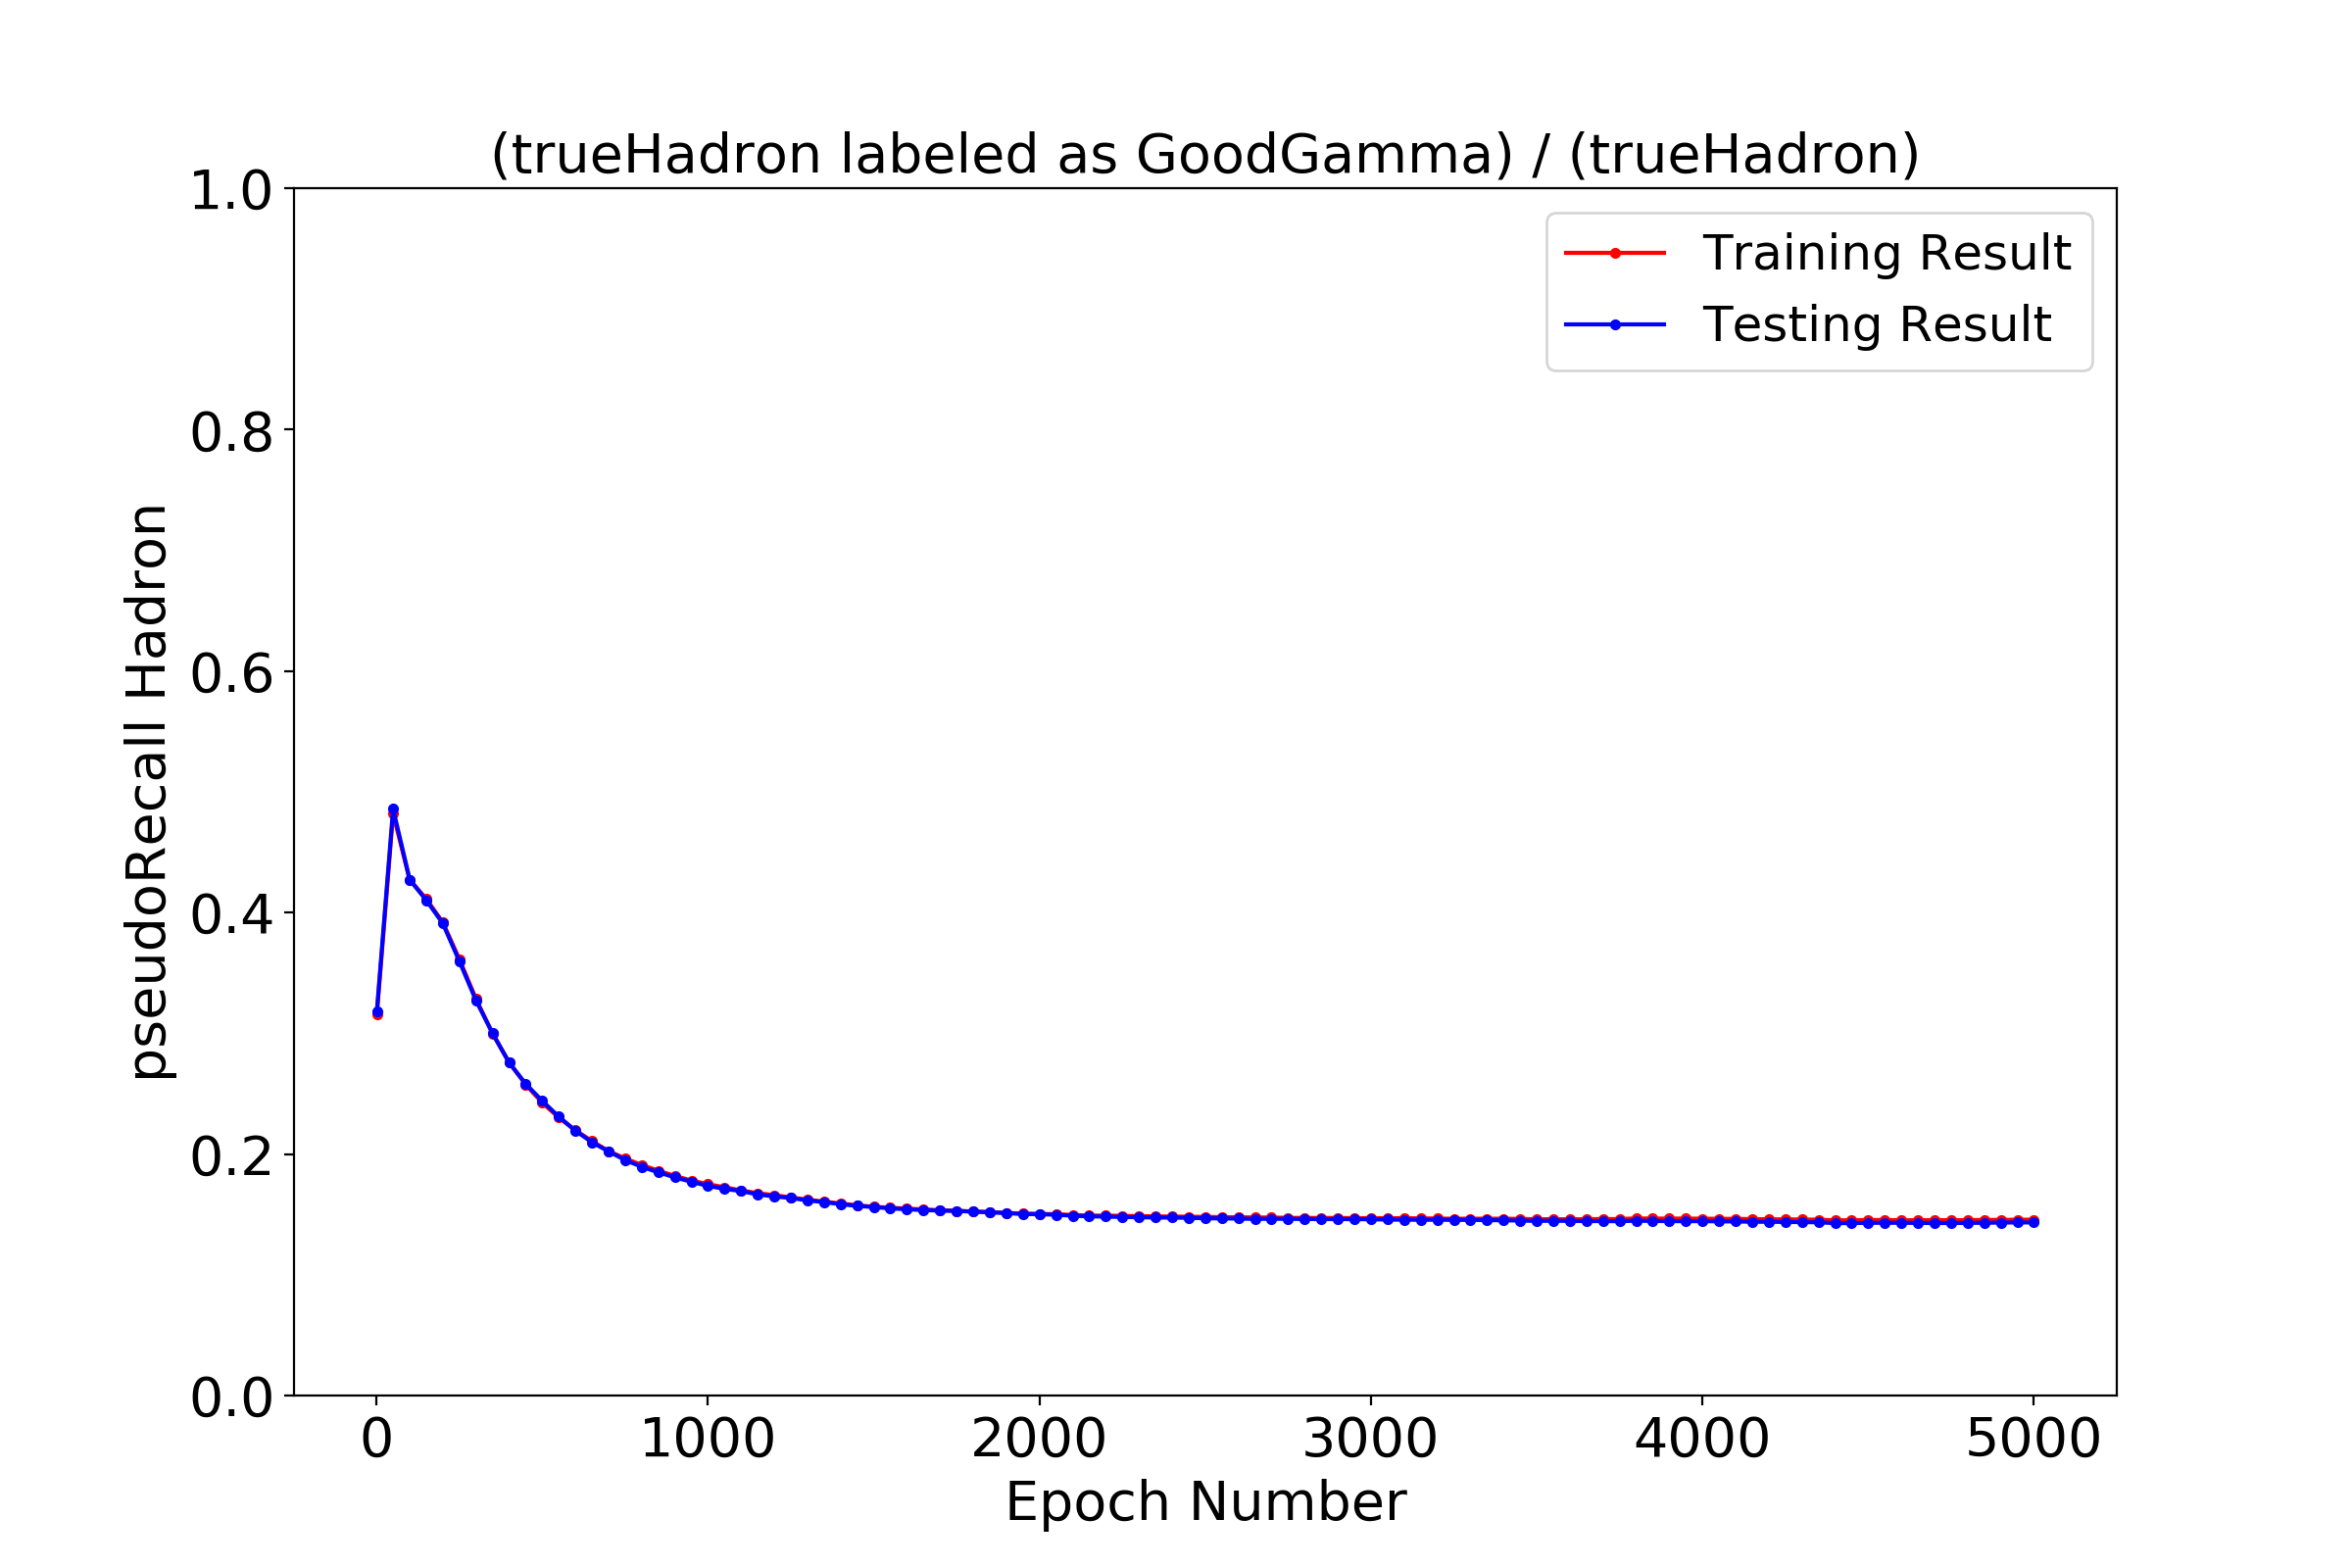 (trueHadron labeled as GoodGamma) / (trueHadron)
1.0
0.8
0.6
0.4
0.2
0.0
pseudoRecall Hadron
Training Result
Testing Result
0 1000 2000 3000 4000 5000
Epoch Number